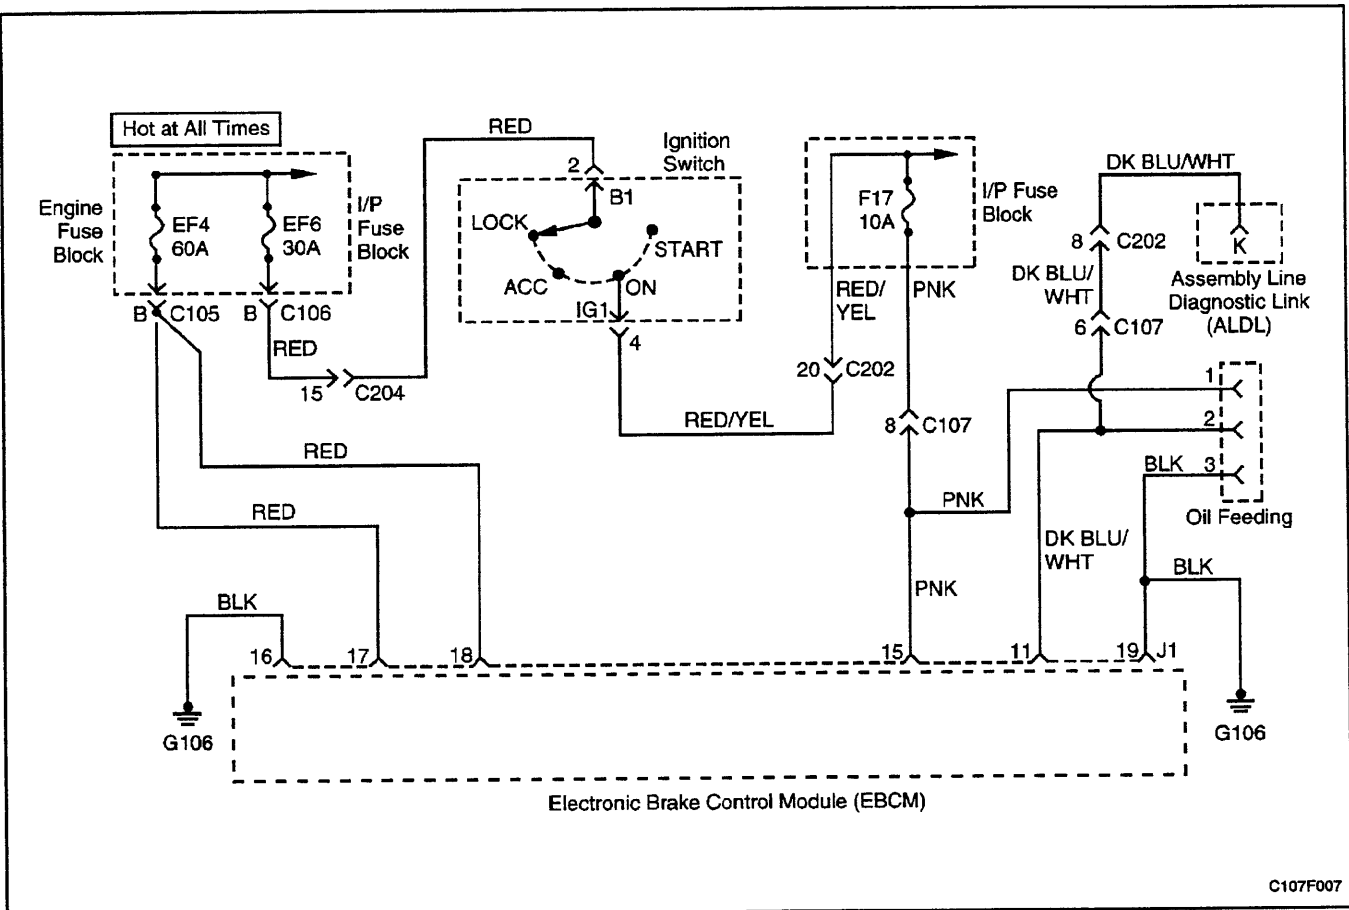 Hot at All Times
RED
Ignition
Switch
2
B1
LOCK
ACC
START
ON
IG1
4
Engine
Fuse
Block
EF4
60A
EF6
30A
I/P
Fuse
Block
B
C105
B
C106
RED
15
C204
F17
10A
I/P Fuse
Block
RED/
YEL
PNK
20
C202
RED/YEL
8
C107
DK BLU/WHT
8
C202
DK BLU/
WHT
6
C107
K
Assembly Line
Diagnostic Link
(ALDL)
1
2
BLK
3
Oil Feeding
RED
RED
PNK
DK BLU/
WHT
BLK
PNK
BLK
16
17
18
15
11
19
J1
G106
G106
Electronic Brake Control Module (EBCM)
C107F007